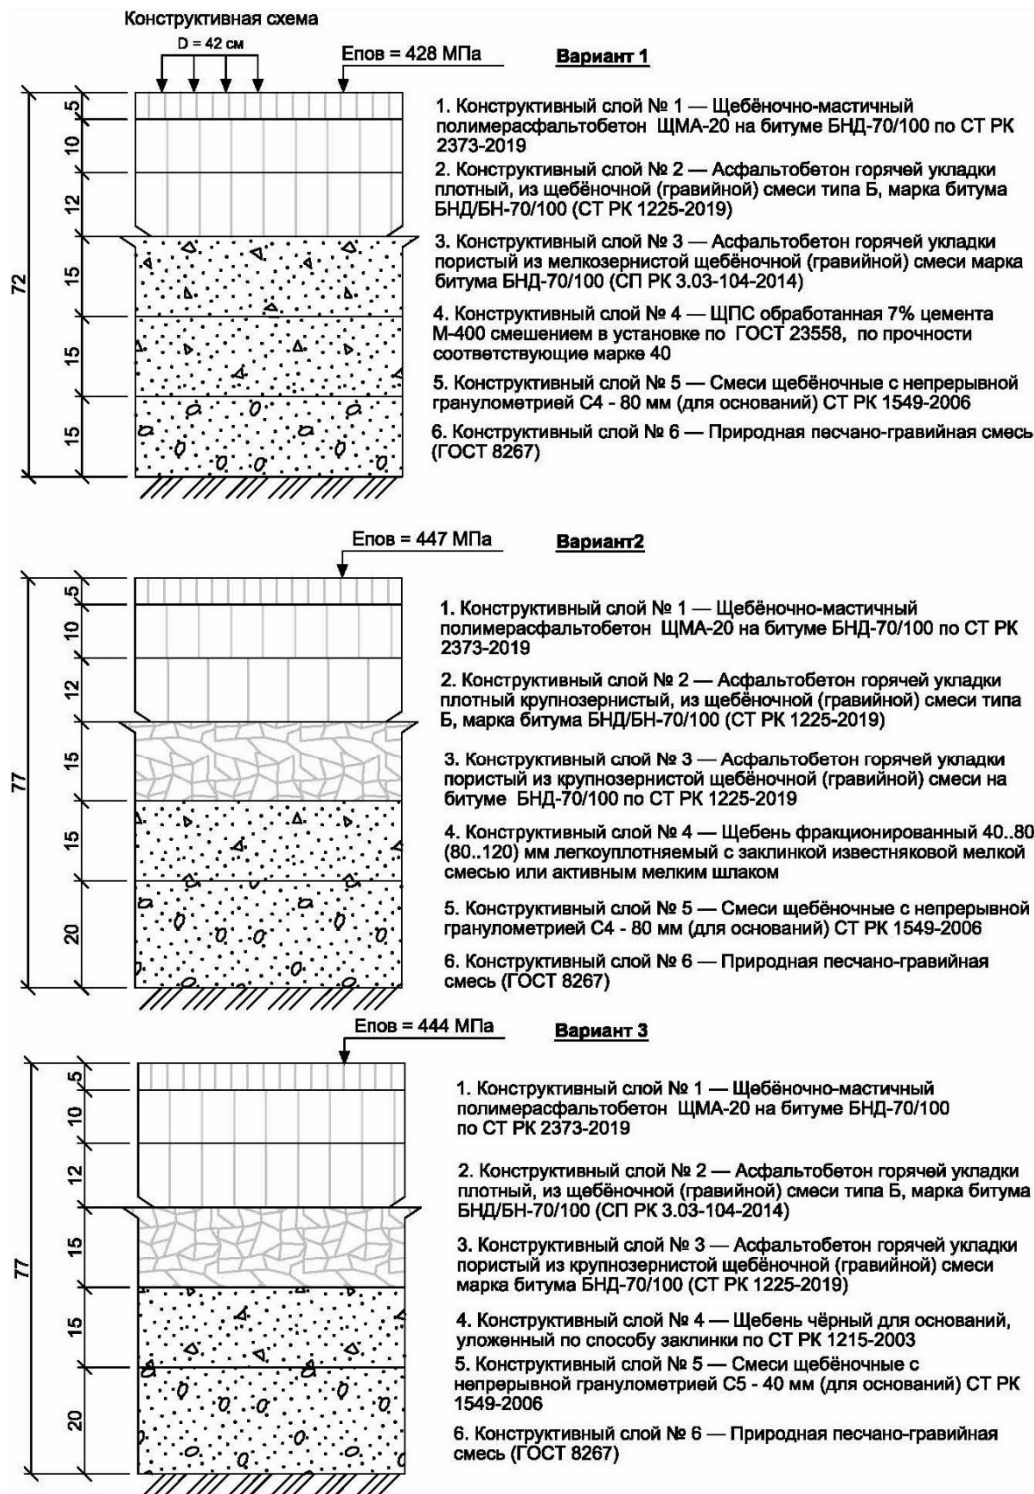 Конструктивная схема
D = 42 см
Епов = 428 МПа
Вариант 1
5
10
12
15
15
15
72
1. Конструктивный слой № 1 — Щебёночно-мастичный
полимерасфальтобетон ЩМА-20 на битуме БНД-70/100 по СТ РК
2373-2019
2. Конструктивный слой № 2 — Асфальтобетон горячей укладки
плотный, из щебёночной (гравийной) смеси типа Б, марка битума
БНД/БН-70/100 (СТ РК 1225-2019)
3. Конструктивный слой № 3 — Асфальтобетон горячей укладки
пористый из мелкозернистой щебёночной (гравийной) смеси марка
битума БНД-70/100 (СП РК 3.03-104-2014)
4. Конструктивный слой № 4 — ЩПС обработанная 7% цемента
М-400 смешением в установке по ГОСТ 23558, по прочности
соответствующие марке 40
5. Конструктивный слой № 5 — Смеси щебёночные с непрерывной
гранулометрией С4 - 80 мм (для оснований) СТ РК 1549-2006
6. Конструктивный слой № 6 — Природная песчано-гравийная смесь
(ГОСТ 8267)
Епов = 447 МПа
Вариант2
5
10
12
15
15
20
77
1. Конструктивный слой № 1 — Щебёночно-мастичный
полимерасфальтобетон ЩМА-20 на битуме БНД-70/100 по СТ РК
2373-2019
2. Конструктивный слой № 2 — Асфальтобетон горячей укладки
плотный крупнозернистый, из щебёночной (гравийной) смеси типа
Б, марка битума БНД/БН-70/100 (СТ РК 1225-2019)
3. Конструктивный слой № 3 — Асфальтобетон горячей укладки
пористый из крупнозернистой щебёночной (гравийной) смеси на
битуме БНД-70/100 по СТ РК 1225-2019
4. Конструктивный слой № 4 — Щебень фракционированный 40..80
(80..120) мм легкоуплотняемый с заклинкой известняковой мелкой
смесью или активным мелким шлаком
5. Конструктивный слой № 5 — Смеси щебёночные с непрерывной
гранулометрией С4 - 80 мм (для оснований) СТ РК 1549-2006
6. Конструктивный слой № 6 — Природная песчано-гравийная
смесь (ГОСТ 8267)
Епов = 444 МПа
Вариант 3
5
10
12
15
15
20
77
1. Конструктивный слой № 1 — Щебёночно-мастичный
полимерасфальтобетон ЩМА-20 на битуме БНД-70/100
по СТ РК 2373-2019
2. Конструктивный слой № 2 — Асфальтобетон горячей укладки
плотный, из щебёночной (гравийной) смеси типа Б, марка битума
БНД/БН-70/100 (СП РК 3.03-104-2014)
3. Конструктивный слой № 3 — Асфальтобетон горячей укладки
пористый из крупнозернистой щебёночной (гравийной) смеси
марка битума БНД-70/100 (СТ РК 1225-2019)
4. Конструктивный слой № 4 — Щебень чёрный для оснований,
уложенный по способу заклинки по СТ РК 1215-2003
5. Конструктивный слой № 5 — Смеси щебёночные с
непрерывной гранулометрией С5 - 40 мм (для оснований) СТ РК
1549-2006
6. Конструктивный слой № 6 — Природная песчано-гравийная
смесь (ГОСТ 8267)